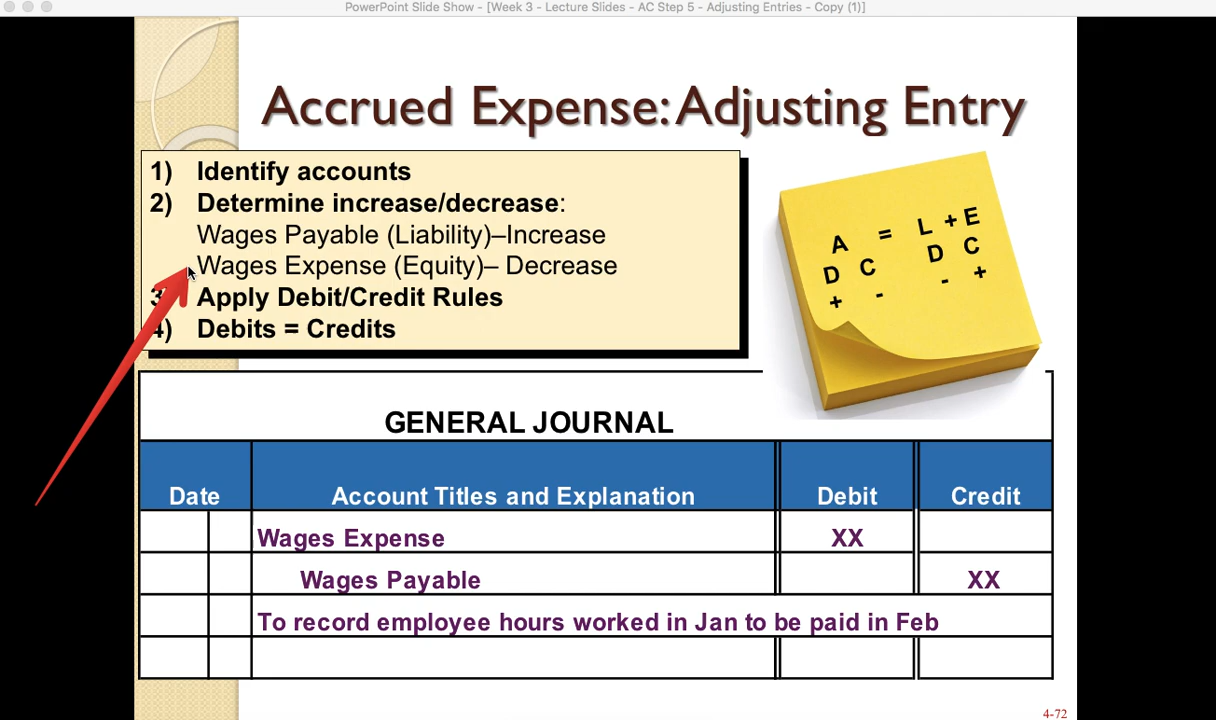 PowerPoint Slide Show - [Week 3 - Lecture Slides - AC Step 5 - Adjusting Entries - Copy (1)]
Accrued Expense: Adjusting Entry
1) Identify accounts
2) Determine increase/decrease:
Wages Payable (Liability)–Increase
Wages Expense (Equity)– Decrease
3) Apply Debit/Credit Rules
4) Debits = Credits
A = L + E
D C D C
+ - - +
GENERAL JOURNAL
Date Account Titles and Explanation Debit Credit
Wages Expense XX
Wages Payable XX
To record employee hours worked in Jan to be paid in Feb
4-72